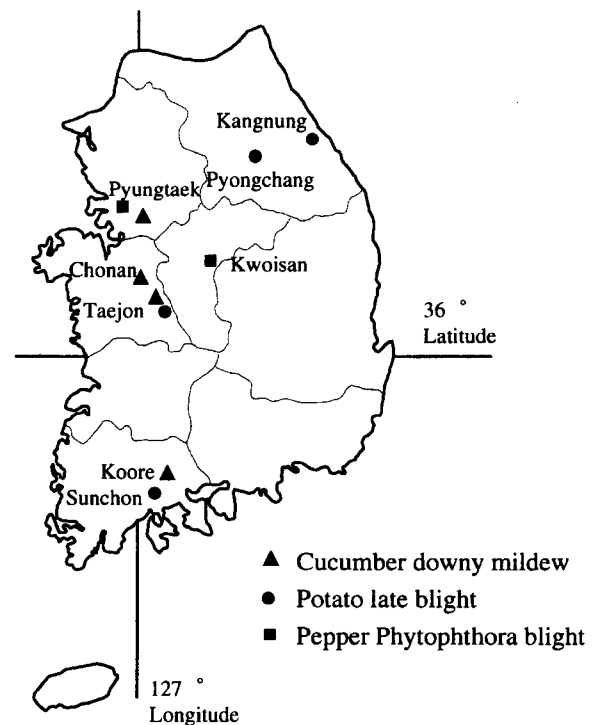 Kangnung
Pyongchang
Pyungtaek
Kwoisan
Chonan
Taejon
36 °
Latitude
Koore
Sunchon
Cucumber downy mildew
Potato late blight
Pepper Phytophthora blight
127 °
Longitude